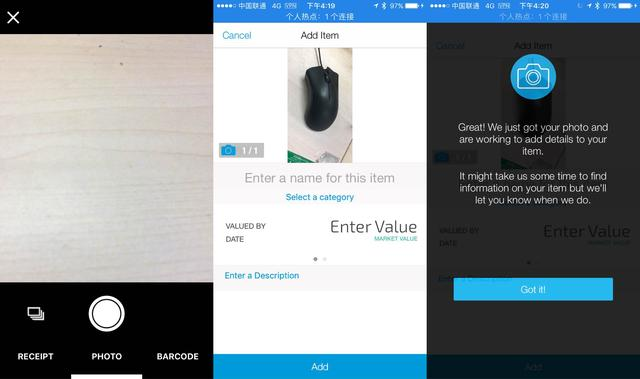 RECEIPT
PHOTO
BARCODE
中国联通 4G 下午4:19 97%
个人热点：1 个连接
Cancel
Add Item
1 / 1
Enter a name for this item
Select a category
VALUED BY
Enter Value
DATE
MARKET VALUE
Enter a Description
Add
中国联通 4G 下午4:20 97%
个人热点：1 个连接
Cancel
Add Item
Great! We just got your photo and
are working to add details to your
item.
It might take us some time to find
information on your item but we'll
let you know when we do.
VALUED BY
Enter Value
DATE
MARKET VALUE
Enter a Description
Got it!
Add